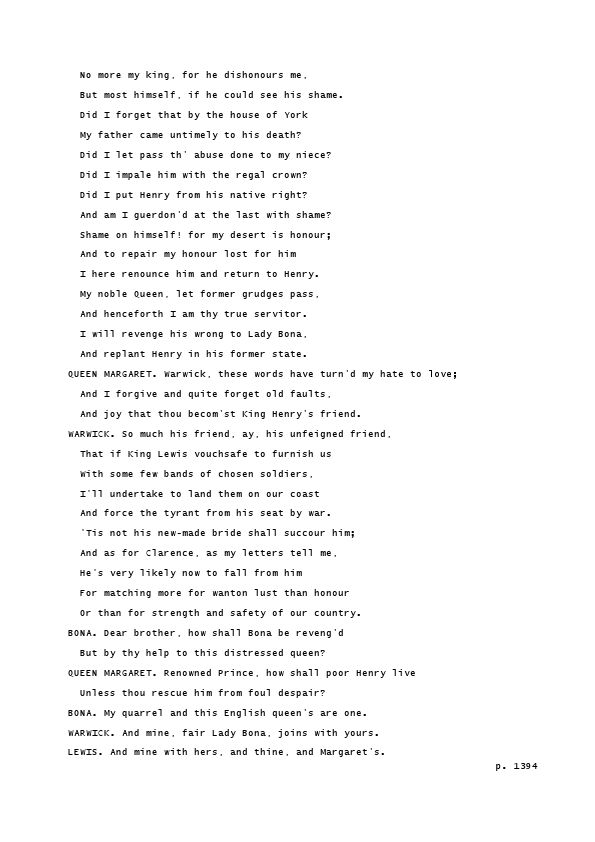 No more my king, for he dishonours me,
But most himself, if he could see his shame.
Did I forget that by the house of York
My father came untimely to his death?
Did I let pass th' abuse done to my niece?
Did I impale him with the regal crown?
Did I put Henry from his native right?
And am I guerdon'd at the last with shame?
Shame on himself! for my desert is honour;
And to repair my honour lost for him
I here renounce him and return to Henry.
My noble Queen, let former grudges pass,
And henceforth I am thy true servitor.
I will revenge his wrong to Lady Bona,
And replant Henry in his former state.
QUEEN MARGARET. Warwick, these words have turn'd my hate to love;
And I forgive and quite forget old faults,
And joy that thou becom'st King Henry's friend.
WARWICK. So much his friend, ay, his unfeigned friend,
That if King Lewis vouchsafe to furnish us
With some few bands of chosen soldiers,
I'll undertake to land them on our coast
And force the tyrant from his seat by war.
'Tis not his new-made bride shall succour him;
And as for Clarence, as my letters tell me,
He's very likely now to fall from him
For matching more for wanton lust than honour
Or than for strength and safety of our country.
BONA. Dear brother, how shall Bona be reveng'd
But by thy help to this distressed queen?
QUEEN MARGARET. Renowned Prince, how shall poor Henry live
Unless thou rescue him from foul despair?
BONA. My quarrel and this English queen's are one.
WARWICK. And mine, fair Lady Bona, joins with yours.
LEWIS. And mine with hers, and thine, and Margaret's.
p. 1394